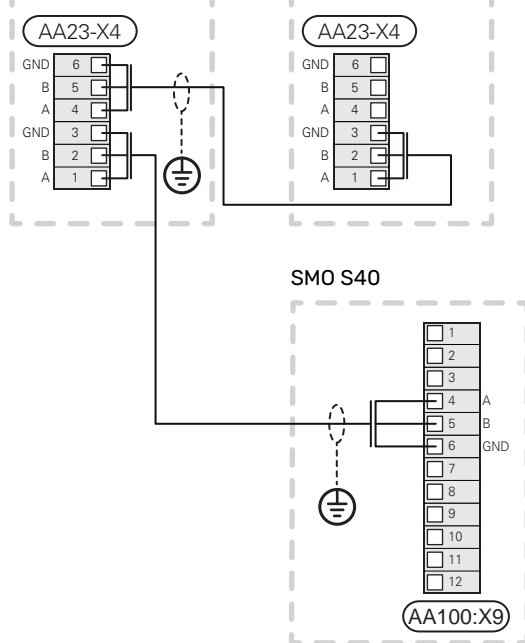 AA23-X4
GND 6
B 5
A 4
GND 3
B 2
A 1
AA23-X4
GND 6
B 5
A 4
GND 3
B 2
A 1
SMO S40
1
2
3
4 A
5 B
6 GND
7
8
9
10
11
12
AA100:X9